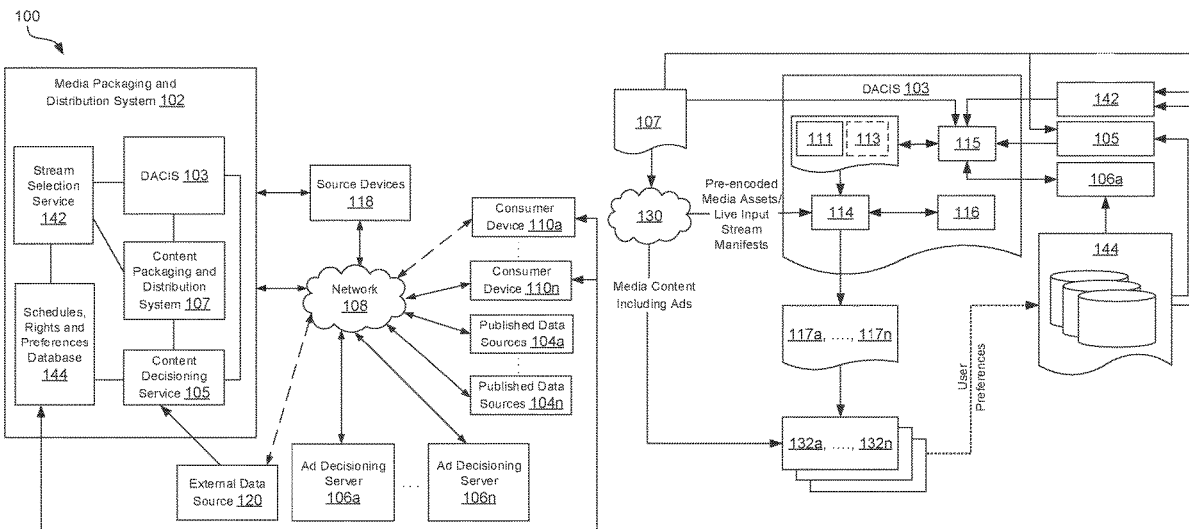 100
Media Packaging and
Distribution System 102
Stream
Selection
Service
142
DACIS 103
Content
Packaging and
Distribution
System 107
Schedules,
Rights and
Preferences
Database
144
Content
Decisioning
Service 105
Source Devices
118
Network
108
Consumer
Device 110a
Consumer
Device 110n
Published Data
Sources 104a
Published Data
Sources 104n
External Data
Source 120
Ad Decisioning
Server
106a
...
Ad Decisioning
Server
106n
107
130
Pre-encoded
Media Assets/
Live Input
Stream
Manifests
Media Content
Including Ads
DACIS 103
111
113
115
114
116
142
105
106a
144
117a, ...., 117n
132a, ...., 132n
User
Preferences